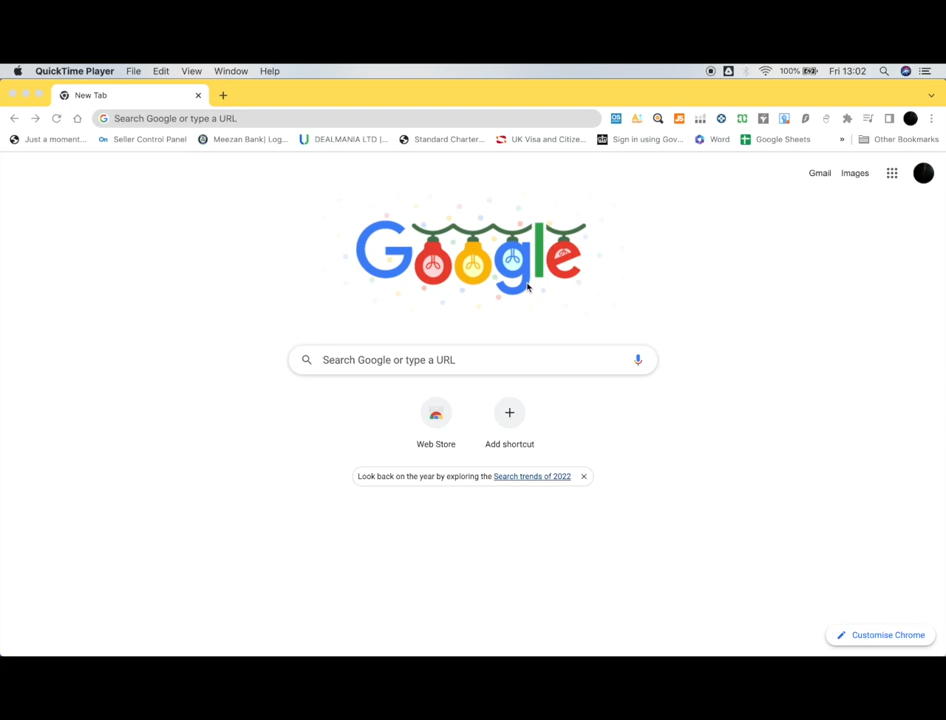 QuickTime Player File Edit View Window Help 100% Fri 13:02
New Tab
Search Google or type a URL
Just a moment... On Seller Control Panel Meezan Bank| Log... DEALMANIA LTD |... Standard Charter... UK Visa and Citize... Sign in using Gov... Word Google Sheets » Other Bookmarks
Gmail Images
Google
Search Google or type a URL
Web Store Add shortcut
Look back on the year by exploring the Search trends of 2022
Customise Chrome